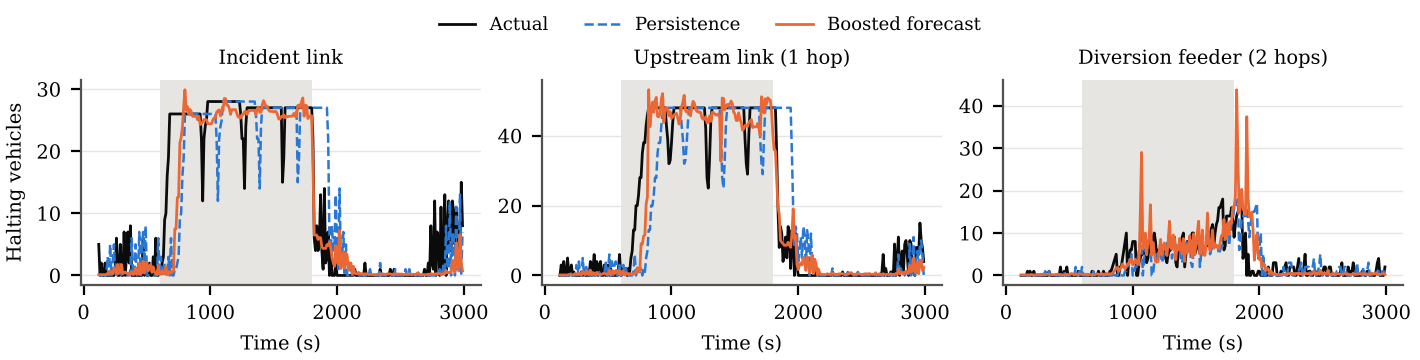 Actual Persistence Boosted forecast
Incident link
Upstream link (1 hop)
Diversion feeder (2 hops)
Halting vehicles
30
20
10
0
0 1000 2000 3000
Time (s)
40
20
0
0 1000 2000 3000
Time (s)
40
30
20
10
0
0 1000 2000 3000
Time (s)